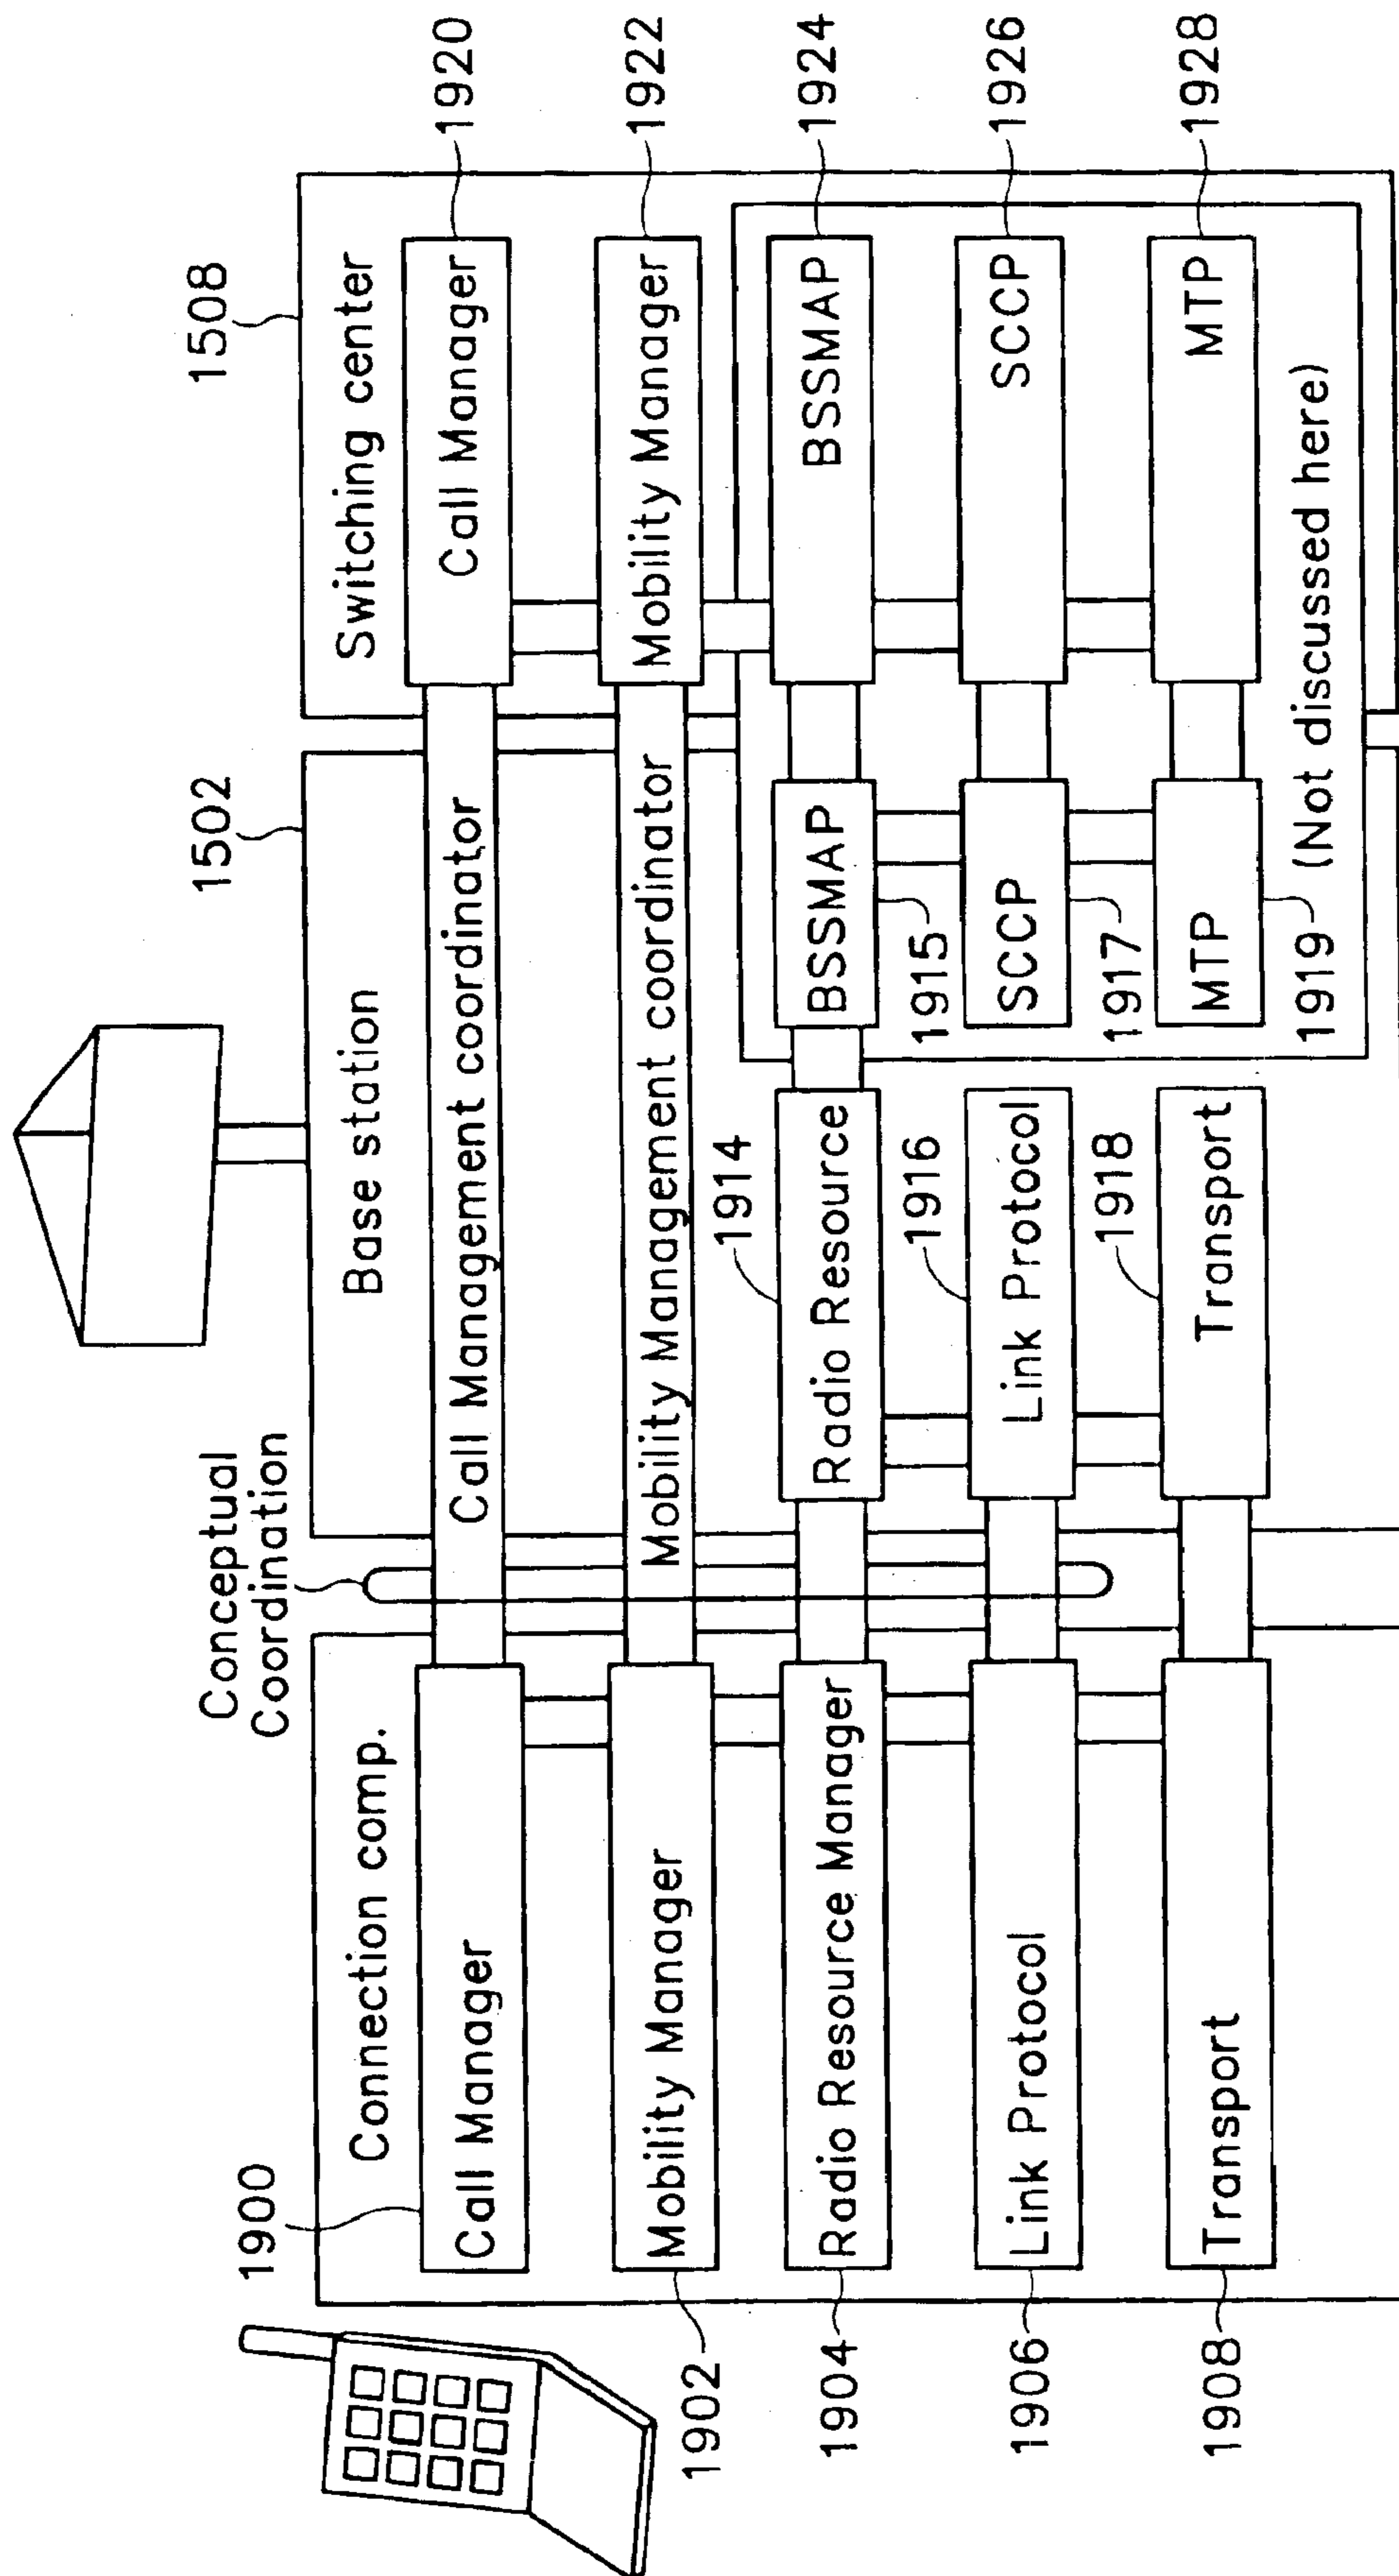 1508
1502
Conceptual
Coordination
1900
Switching center
Base station
Connection comp.
Call Manager
Call Management coordinator
Call Manager
1920
Mobility Manager
Mobility Management coordinator
Mobility Manager
1902
1922
1914
Radio Resource Manager
Radio Resource
BSSMAP
BSSMAP
1904
1915
1924
1916
Link Protocol
Link Protocol
SCCP
SCCP
1906
1917
1926
1918
Transport
Transport
MTP
MTP
1908
1919
1928
(Not discussed here)